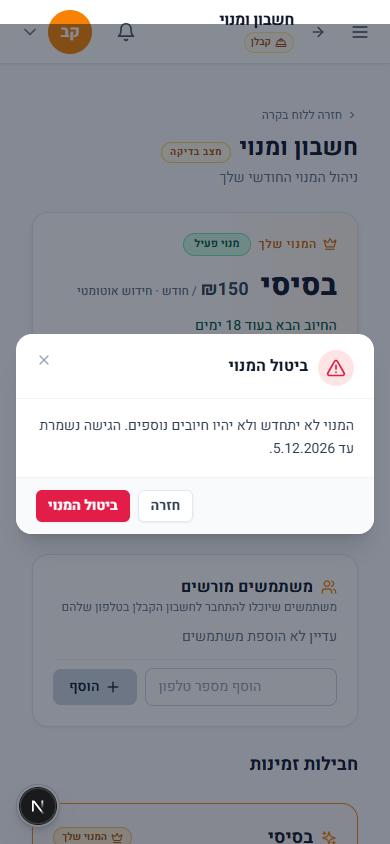 חשבון ומנוי
קבלן
קב
חזרה ללוח בקרה
חשבון ומנוי
מצב בדיקה
ניהול המנוי החודשי שלך
המנוי שלך
מנוי פעיל
בסיסי
₪150 / חודש · חידוש אוטומטי
החיוב הבא בעוד 18 ימים
ביטול המנוי
המנוי לא יתחדש ולא יהיו חיובים נוספים. הגישה נשמרת
עד 5.12.2026.
חזרה
ביטול המנוי
משתמשים מורשים
משתמשים שיוכלו להתחבר לחשבון הקבלן בטלפון שלהם
עדיין לא הוספת משתמשים
הוסף מספר טלפון
הוסף
חבילות זמינות
N
בסיסי
המנוי שלך